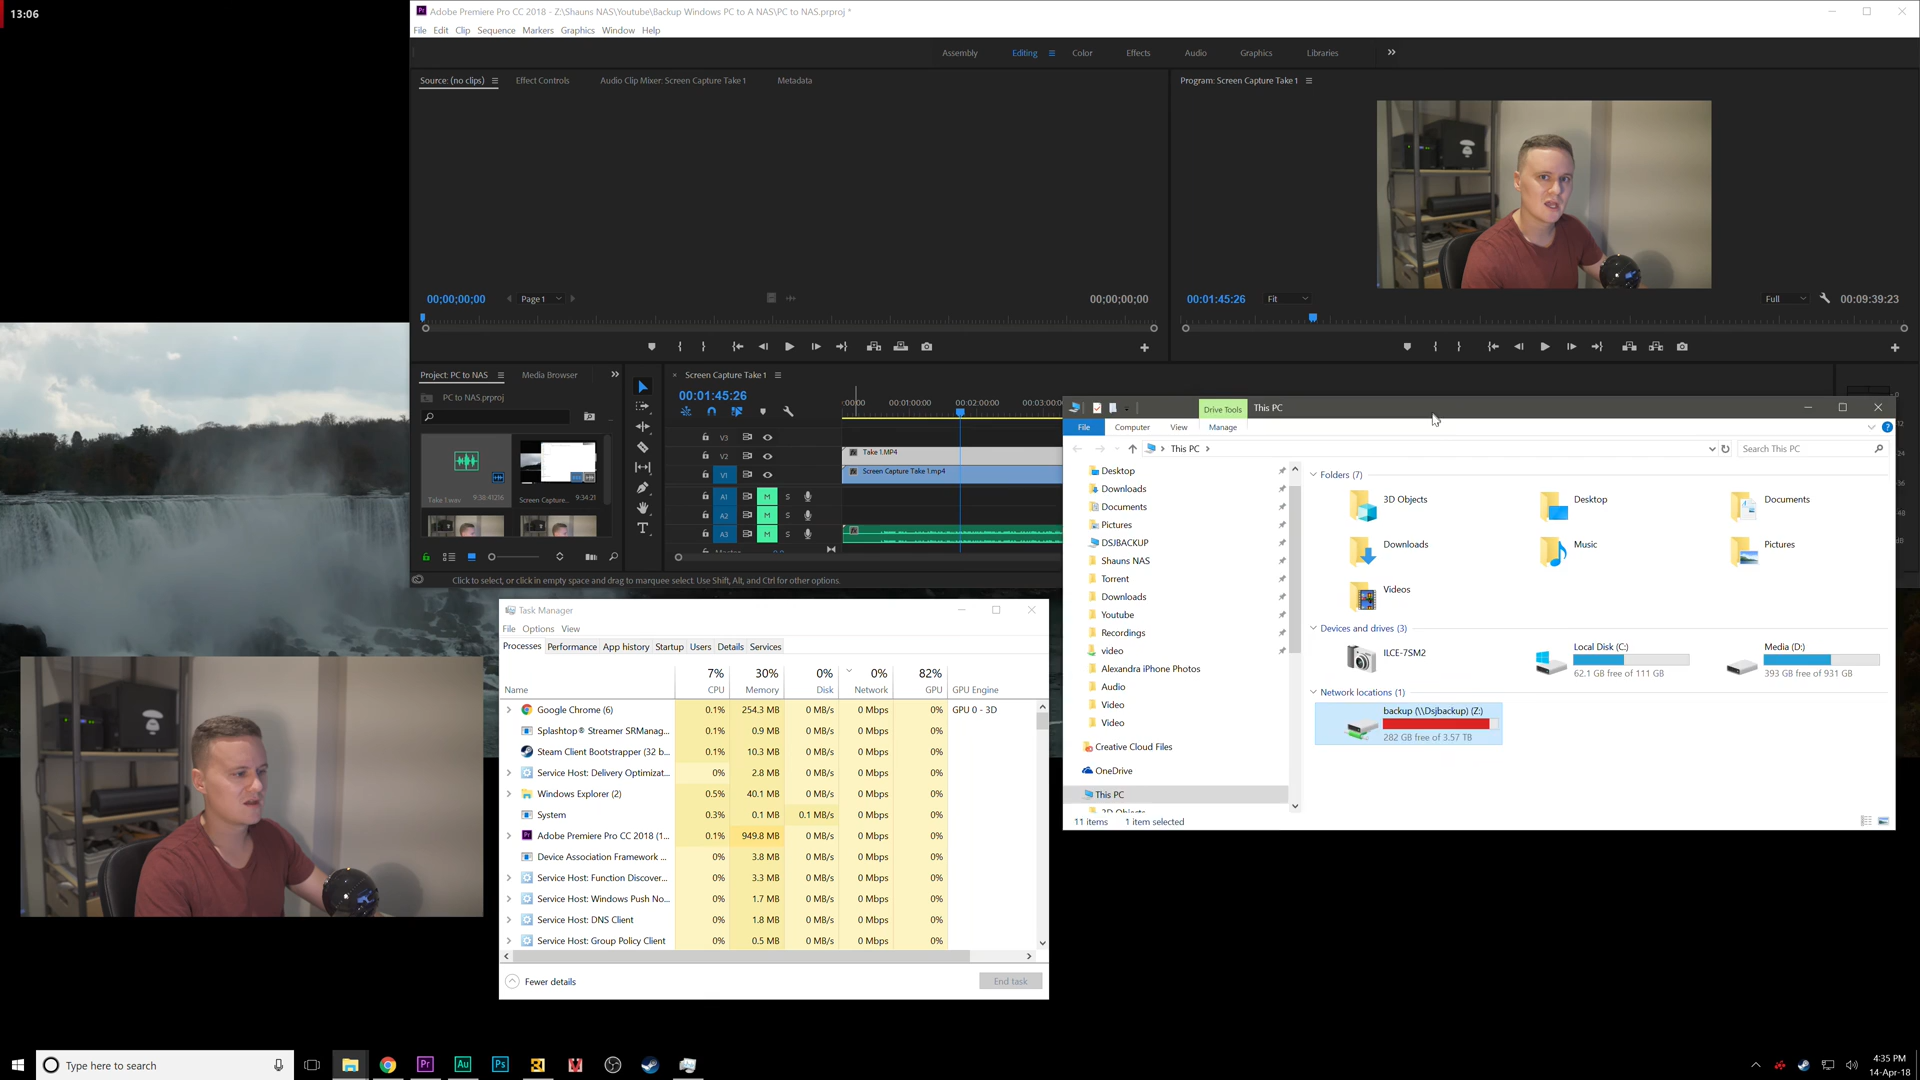 13:06
Adobe Premiere Pro CC 2018 - Z:\Shauns NAS\Youtube\Backup Windows PC to A NAS\PC to NAS.prproj *
File Edit Clip Sequence Markers Graphics Window Help
Assembly Editing Color Effects Audio Graphics Libraries
Source: (no clips) Effect Controls Audio Clip Mixer: Screen Capture Take 1 Metadata
Program: Screen Capture Take 1
00;00;00;00 Page 1 00;00;00;00
00:01:45:26 Fit Full 00:09:39:23
Project: PC to NAS Media Browser
PC to NAS.prproj
Take 1.wav 9:38:41256 Screen Capture... 9:34:21
× Screen Capture Take 1
00:01:45:26
:00:00 00:01:00:00 00:02:00:00 00:03:00
V3
V2 Take 1.MP4
V1 Screen Capture Take 1.mp4
A1 M S
A2 M S
A3 M S
Click to select, or click in empty space and drag to marquee select. Use Shift, Alt, and Ctrl for other options.
Drive Tools This PC
File Computer View Manage
This PC
Search This PC
Desktop
Downloads
Documents
Pictures
DSJBACKUP
Shauns NAS
Torrent
Downloads
Youtube
Recordings
video
Alexandra iPhone Photos
Audio
Video
Video
Creative Cloud Files
OneDrive
This PC
3D Objects
Folders (7)
3D Objects Desktop Documents
Downloads Music Pictures
Videos
Devices and drives (3)
ILCE-7SM2
Local Disk (C:)
62.1 GB free of 111 GB
Media (D:)
393 GB free of 931 GB
Network locations (1)
backup (\\Dsjbackup) (Z:)
282 GB free of 3.57 TB
11 items 1 item selected
Task Manager
File Options View
Processes Performance App history Startup Users Details Services
7% 30% 0% 0% 82%
Name CPU Memory Disk Network GPU GPU Engine
Google Chrome (6) 0.1% 254.3 MB 0 MB/s 0 Mbps 0% GPU 0 - 3D
Splashtop® Streamer SRManag... 0.1% 0.9 MB 0 MB/s 0 Mbps 0%
Steam Client Bootstrapper (32 b... 0.1% 10.3 MB 0 MB/s 0 Mbps 0%
Service Host: Delivery Optimizat... 0% 2.8 MB 0 MB/s 0 Mbps 0%
Windows Explorer (2) 0.5% 40.1 MB 0 MB/s 0 Mbps 0%
System 0.3% 0.1 MB 0.1 MB/s 0 Mbps 0%
Adobe Premiere Pro CC 2018 (1... 0.1% 949.8 MB 0 MB/s 0 Mbps 0%
Device Association Framework ... 0% 3.8 MB 0 MB/s 0 Mbps 0%
Service Host: Function Discover... 0% 3.3 MB 0 MB/s 0 Mbps 0%
Service Host: Windows Push No... 0% 1.7 MB 0 MB/s 0 Mbps 0%
Service Host: DNS Client 0% 1.8 MB 0 MB/s 0 Mbps 0%
Service Host: Group Policy Client 0% 0.5 MB 0 MB/s 0 Mbps 0%
Fewer details End task
Type here to search
Pr Au Ps
4:35 PM
14-Apr-18